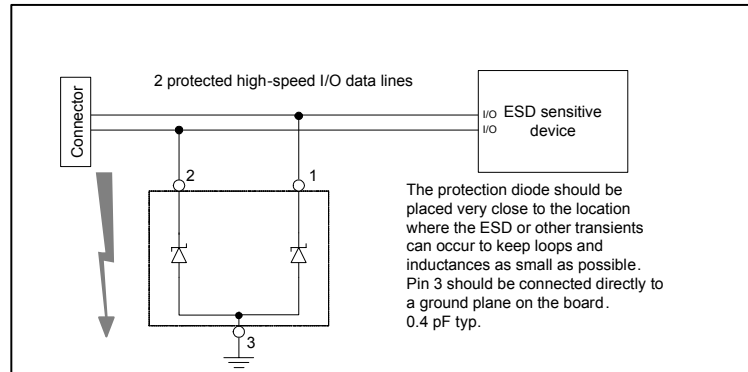 2 protected high-speed I/O data lines
Connector
I/O
I/O
ESD sensitive
device
2
1
3
The protection diode should be
placed very close to the location
where the ESD or other transients
can occur to keep loops and
inductances as small as possible.
Pin 3 should be connected directly to
a ground plane on the board.
0.4 pF typ.